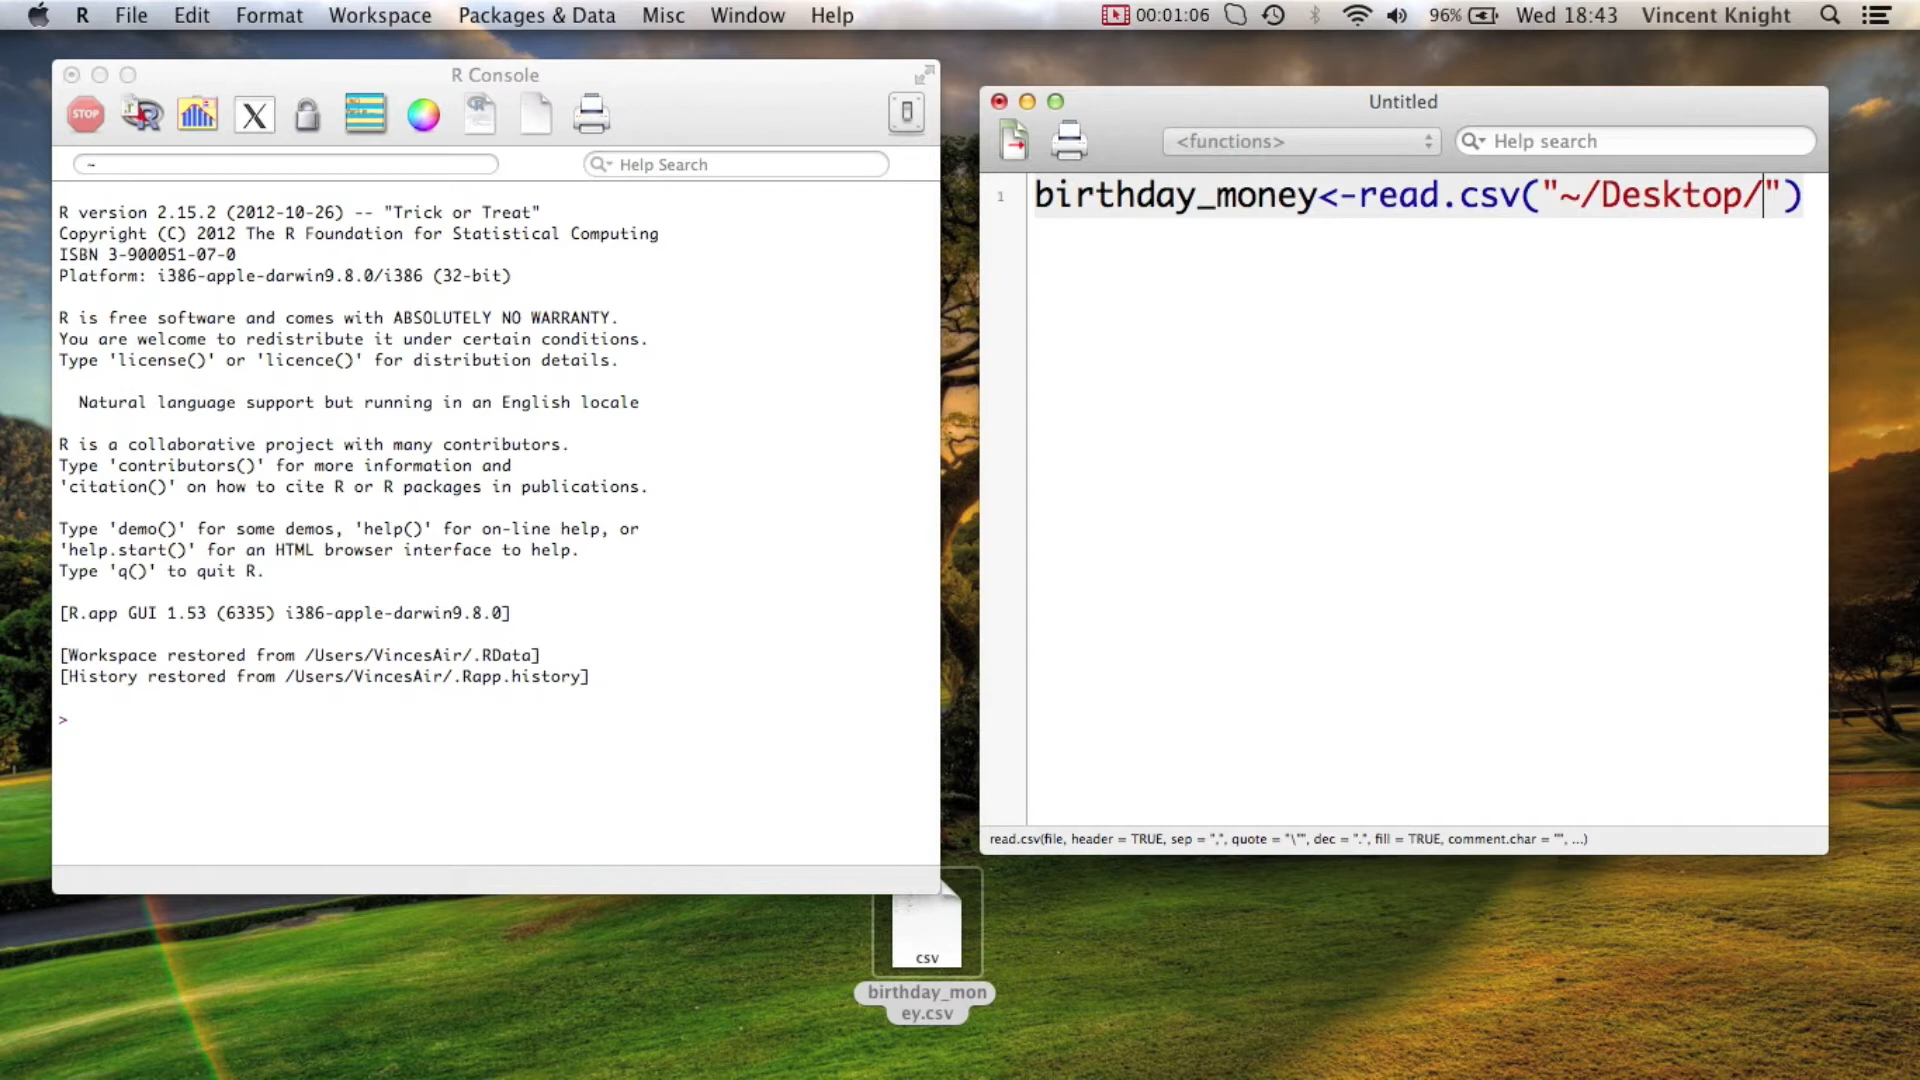 R File Edit Format Workspace Packages & Data Misc Window Help 00:01:06 96% Wed 18:43 Vincent Knight
R Console
STOP
X
~
Help Search
R version 2.15.2 (2012-10-26) -- "Trick or Treat"
Copyright (C) 2012 The R Foundation for Statistical Computing
ISBN 3-900051-07-0
Platform: i386-apple-darwin9.8.0/i386 (32-bit)
R is free software and comes with ABSOLUTELY NO WARRANTY.
You are welcome to redistribute it under certain conditions.
Type 'license()' or 'licence()' for distribution details.
Natural language support but running in an English locale
R is a collaborative project with many contributors.
Type 'contributors()' for more information and
'citation()' on how to cite R or R packages in publications.
Type 'demo()' for some demos, 'help()' for on-line help, or
'help.start()' for an HTML browser interface to help.
Type 'q()' to quit R.
[R.app GUI 1.53 (6335) i386-apple-darwin9.8.0]
[Workspace restored from /Users/VincesAir/.RData]
[History restored from /Users/VincesAir/.Rapp.history]
>
Untitled
<functions>
Help search
1 birthday_money<-read.csv("~/Desktop/")
read.csv(file, header = TRUE, sep = ",", quote = "\"", dec = ".", fill = TRUE, comment.char = "", ...)
csv
birthday_mon
ey.csv